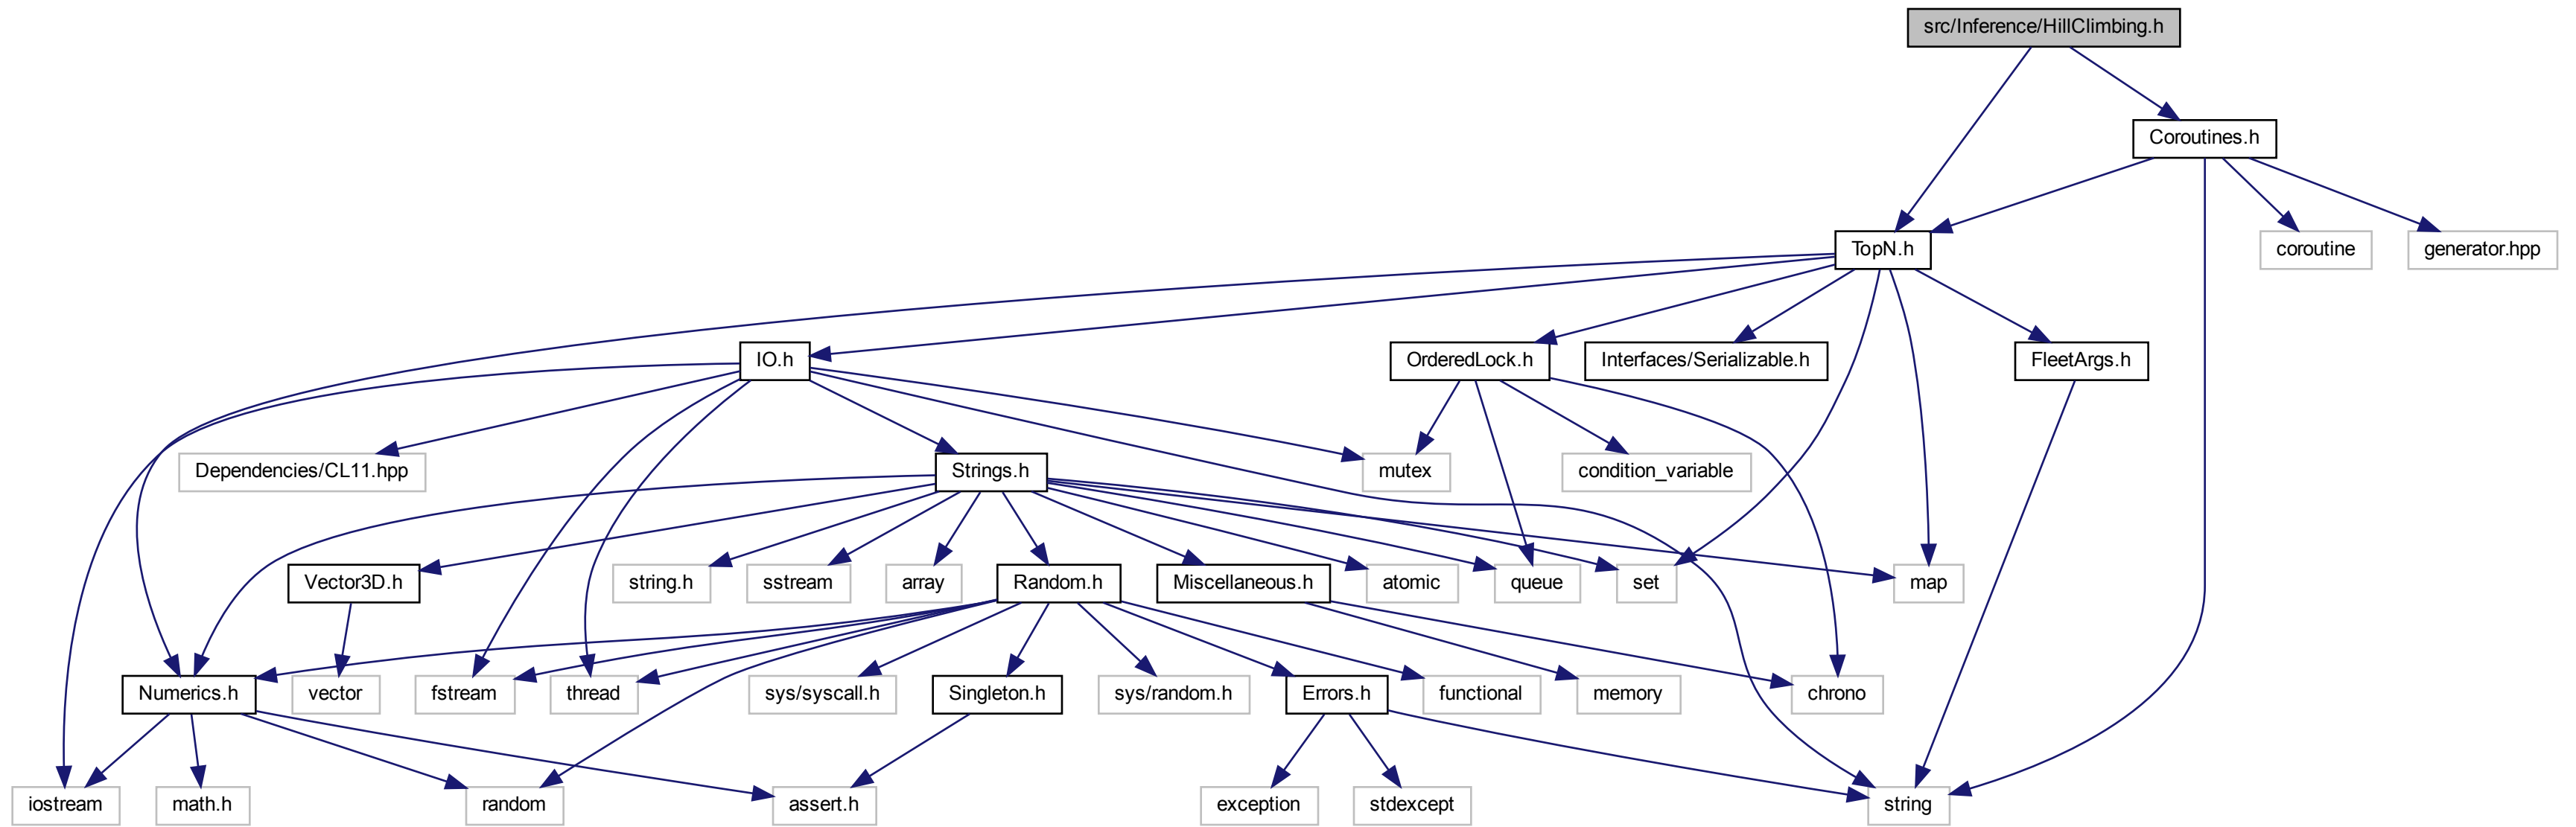 src/Inference/HillClimbing.h
Coroutines.h
TopN.h
coroutine
generator.hpp
IO.h
OrderedLock.h
Interfaces/Serializable.h
FleetArgs.h
Dependencies/CL11.hpp
Strings.h
mutex
condition_variable
Vector3D.h
string.h
sstream
array
Random.h
Miscellaneous.h
atomic
queue
set
map
Numerics.h
vector
fstream
thread
sys/syscall.h
Singleton.h
sys/random.h
Errors.h
functional
memory
chrono
iostream
math.h
random
assert.h
exception
stdexcept
string